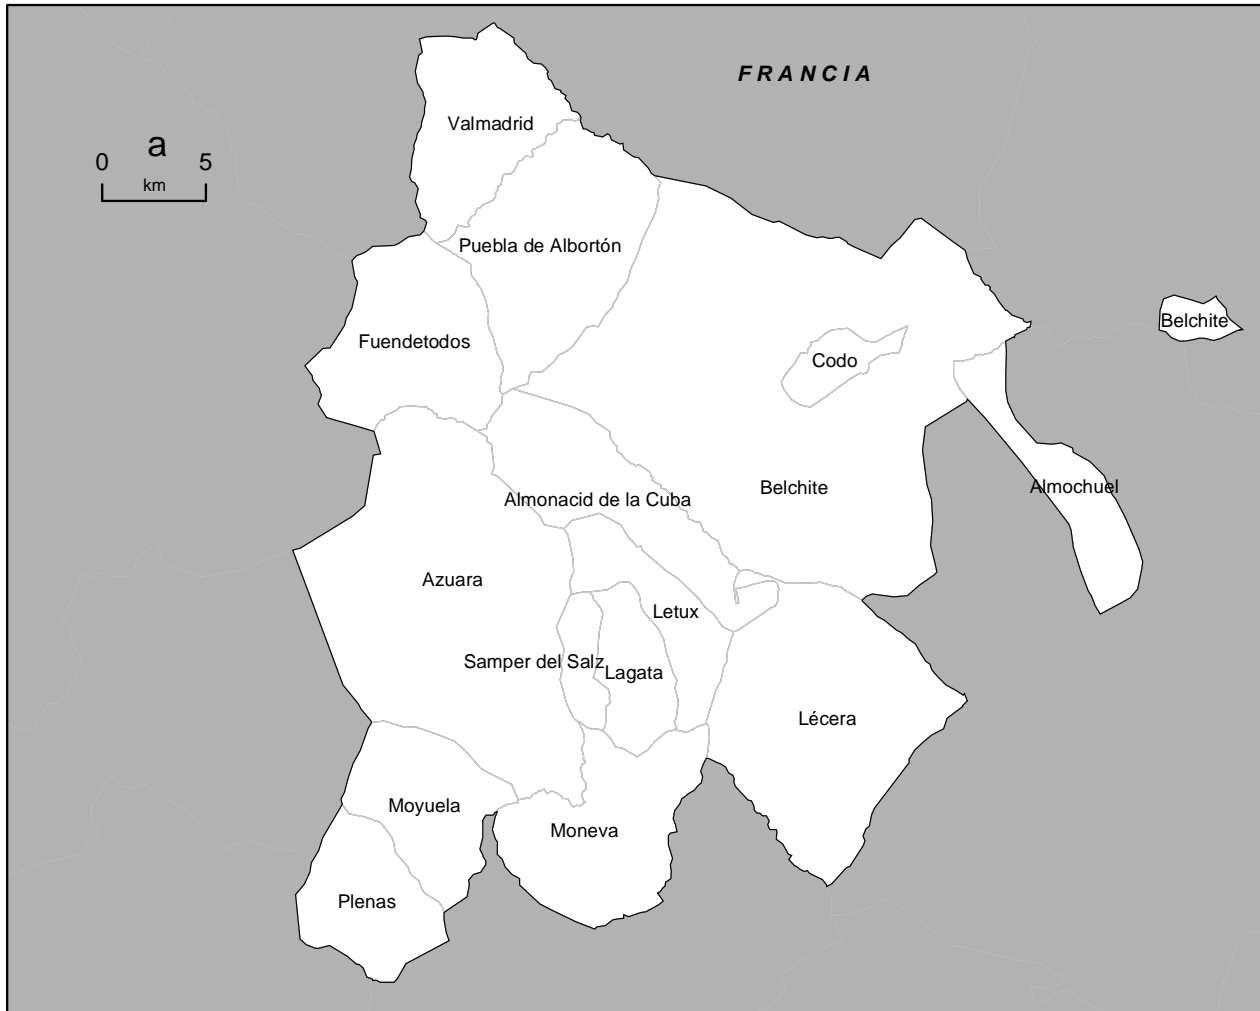 FRANCIA
Valmadrid
a
0 5
km
Puebla de Albortón
Belchite
Fuendetodos
Codo
Almochuel
Belchite
Almonacid de la Cuba
Azuara
Letux
Samper del Salz
Lagata
Lécera
Moyuela
Moneva
Plenas